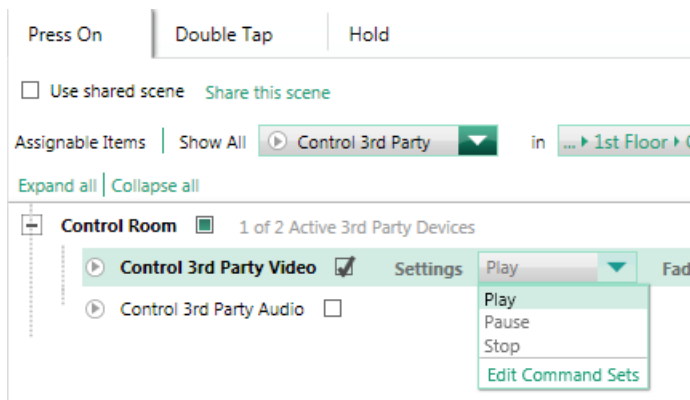 Press On Double Tap Hold
Use shared scene Share this scene
Assignable Items Show All Control 3rd Party in ... 1st Floor
Expand all Collapse all
Control Room 1 of 2 Active 3rd Party Devices
Control 3rd Party Video Settings Play
Play
Control 3rd Party Audio
Pause
Stop
Edit Command Sets